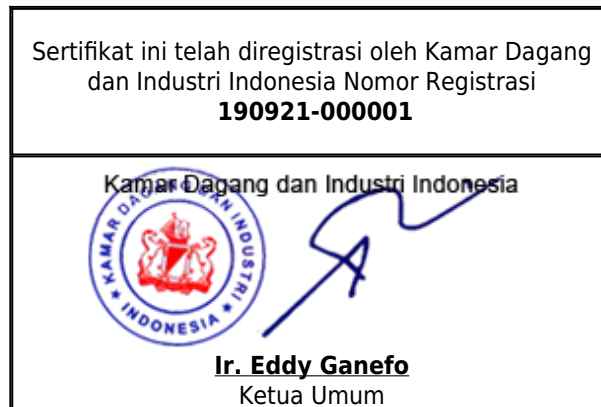 Sertifikat ini telah diregistrasi oleh Kamar Dagang
dan Industri Indonesia Nomor Registrasi
190921-000001
Kamar Dagang dan Industri Indonesia
KAMAR DAGANG DAN INDUSTRI
INDONESIA
Ir. Eddy Ganefo
Ketua Umum